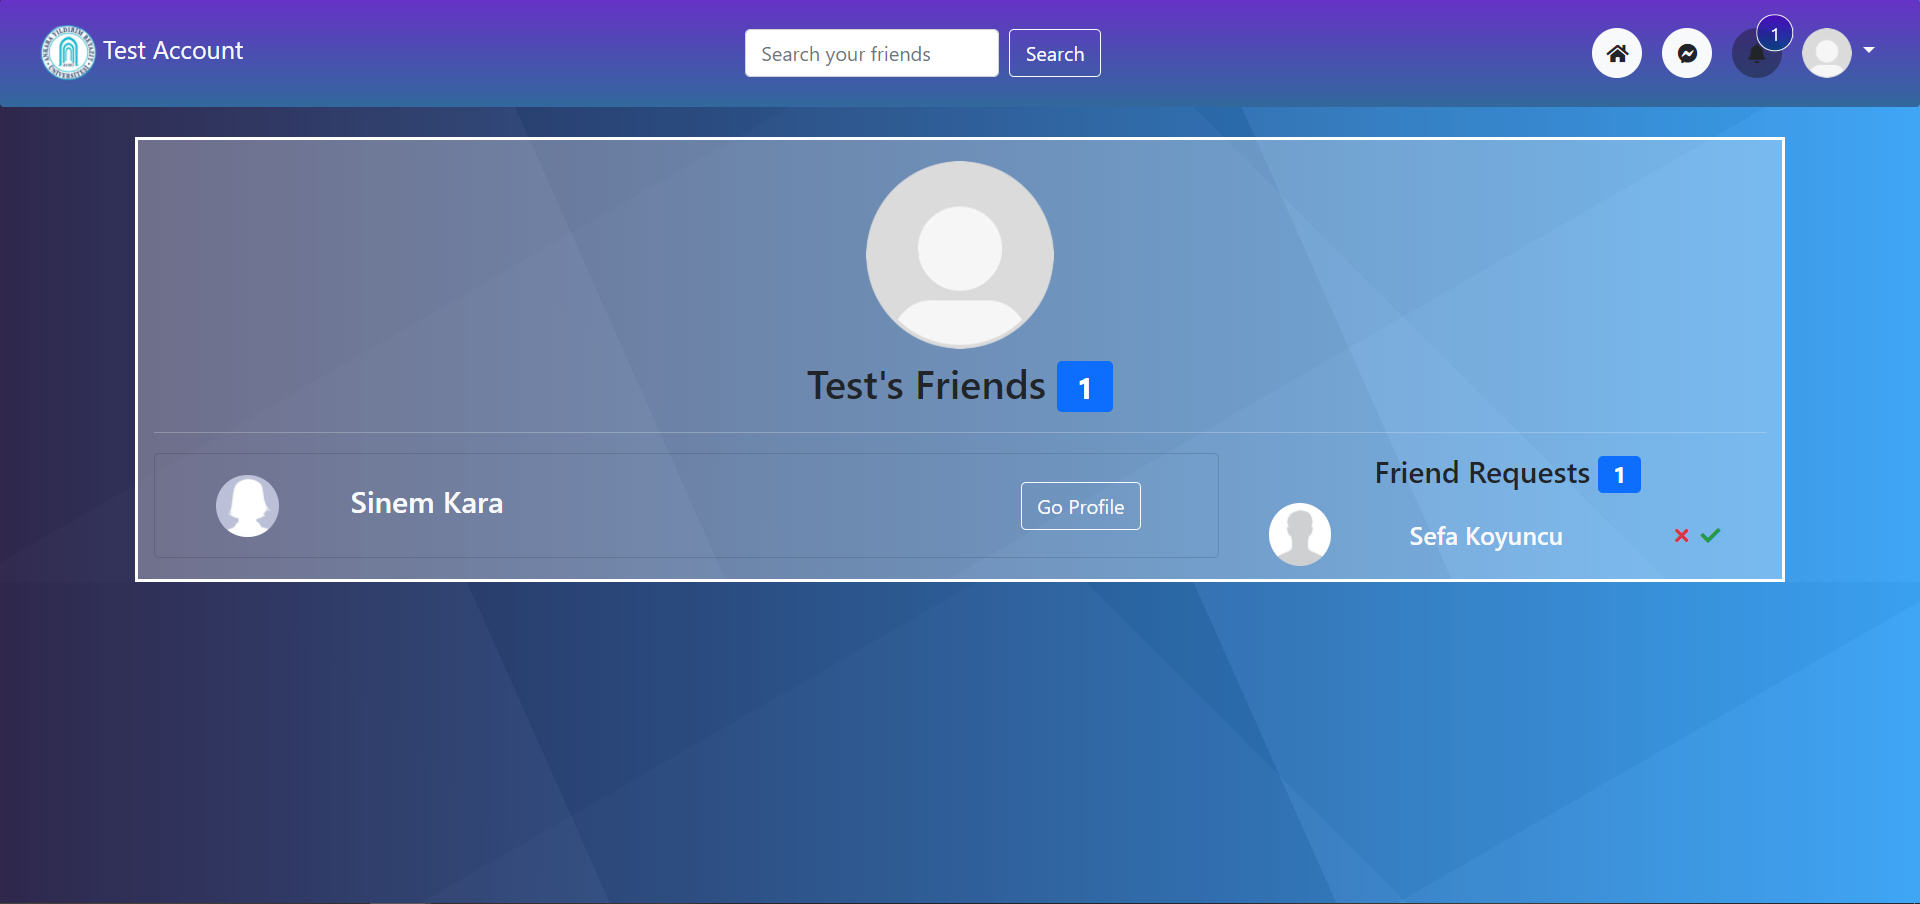 Test Account
Search your friends
Search
1
Test's Friends 1
Sinem Kara
Go Profile
Friend Requests 1
Sefa Koyuncu